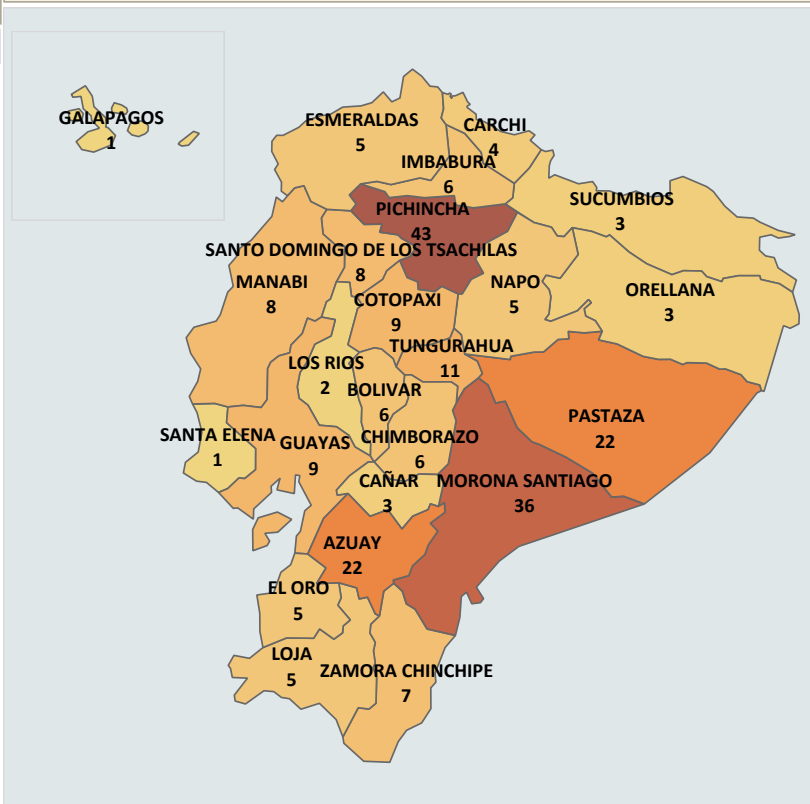 GALAPAGOS
1
ESMERALDAS
5
CARCHI
4
IMBABURA
6
SUCUMBIOS
3
PICHINCHA
43
SANTO DOMINGO DE LOS TSACHILAS
8
MANABI
8
NAPO
5
ORELLANA
3
COTOPAXI
9
TUNGURAHUA
11
LOS RIOS
2
BOLIVAR
6
PASTAZA
22
SANTA ELENA
1
GUAYAS
9
CHIMBORAZO
6
CAÑAR
3
MORONA SANTIAGO
36
AZUAY
22
EL ORO
5
LOJA
5
ZAMORA CHINCHIPE
7